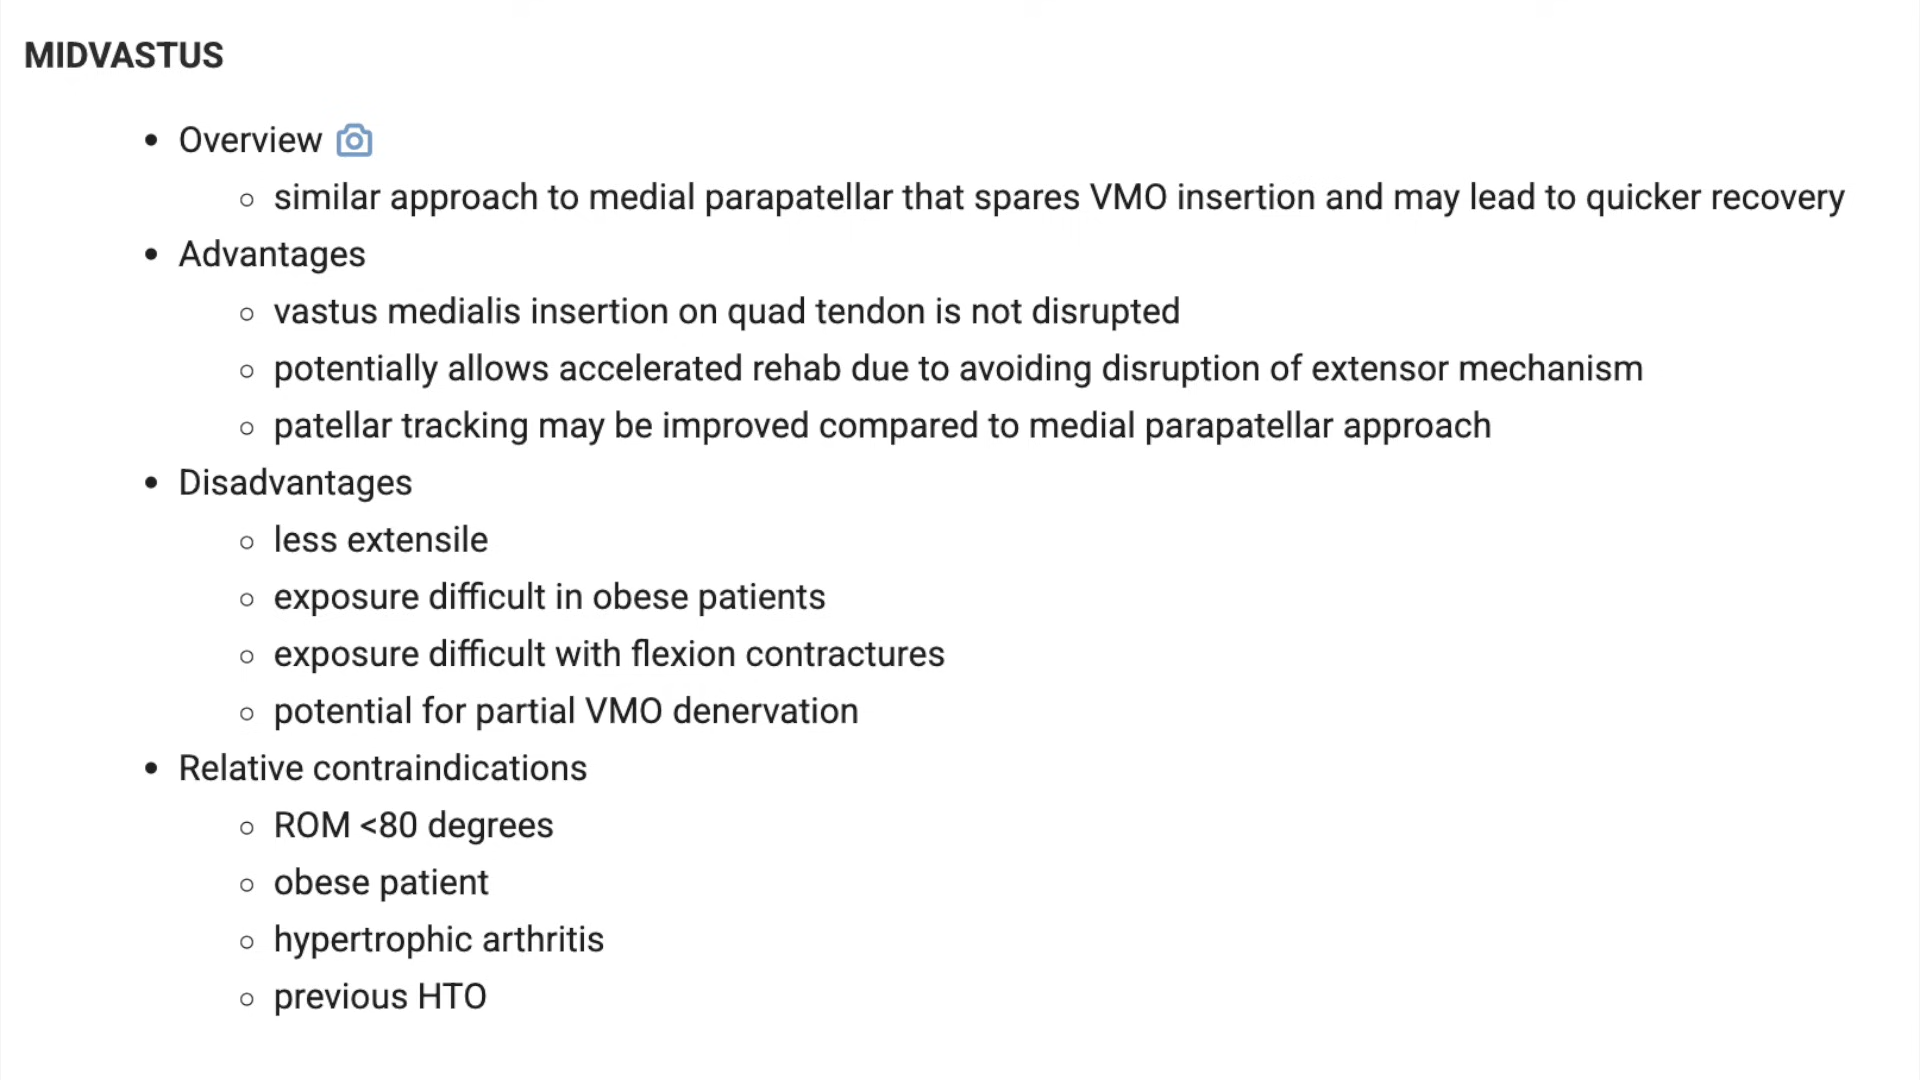 MIDVASTUS
Overview
similar approach to medial parapatellar that spares VMO insertion and may lead to quicker recovery
Advantages
vastus medialis insertion on quad tendon is not disrupted
potentially allows accelerated rehab due to avoiding disruption of extensor mechanism
patellar tracking may be improved compared to medial parapatellar approach
Disadvantages
less extensile
exposure difficult in obese patients
exposure difficult with flexion contractures
potential for partial VMO denervation
Relative contraindications
ROM <80 degrees
obese patient
hypertrophic arthritis
previous HTO